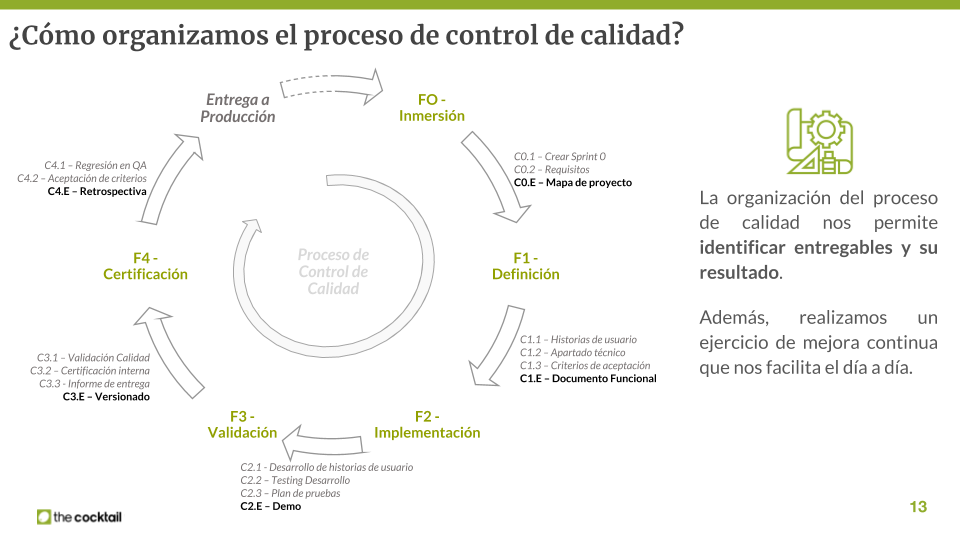 ¿Cómo organizamos el proceso de control de calidad?
Entrega a
Producción
FO -
Inmersión
C0.1 – Crear Sprint 0
C0.2 – Requisitos
C0.E – Mapa de proyecto
F1 -
Definición
C1.1 – Historias de usuario
C1.2 – Apartado técnico
C1.3 – Criterios de aceptación
C1.E – Documento Funcional
F2 -
Implementación
C2.1 - Desarrollo de historias de usuario
C2.2 – Testing Desarrollo
C2.3 – Plan de pruebas
C2.E – Demo
F3 -
Validación
C3.1 – Validación Calidad
C3.2 – Certificación interna
C3.3 - Informe de entrega
C3.E – Versionado
F4 -
Certificación
C4.1 – Regresión en QA
C4.2 – Aceptación de criterios
C4.E – Retrospectiva
Proceso de
Control de
Calidad
La organización del proceso
de calidad nos permite
identificar entregables y su
resultado.
Además, realizamos un
ejercicio de mejora continua
que nos facilita el día a día.
the cocktail
13